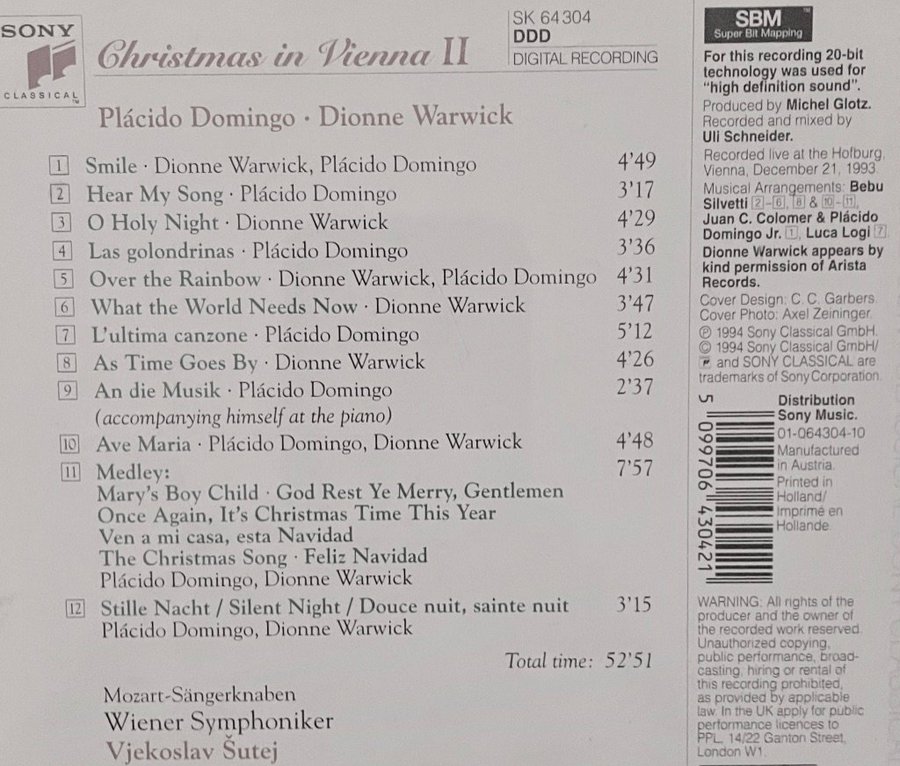 SONY
CLASSICAL™
Christmas in Vienna II
SK 64304
DDD
DIGITAL RECORDING
Plácido Domingo · Dionne Warwick
1 Smile · Dionne Warwick, Plácido Domingo 4'49
2 Hear My Song · Plácido Domingo 3'17
3 O Holy Night · Dionne Warwick 4'29
4 Las golondrinas · Plácido Domingo 3'36
5 Over the Rainbow · Dionne Warwick, Plácido Domingo 4'31
6 What the World Needs Now · Dionne Warwick 3'47
7 L'ultima canzone · Plácido Domingo 5'12
8 As Time Goes By · Dionne Warwick 4'26
9 An die Musik · Plácido Domingo 2'37
(accompanying himself at the piano)
10 Ave Maria · Plácido Domingo, Dionne Warwick 4'48
11 Medley: 7'57
Mary's Boy Child · God Rest Ye Merry, Gentlemen
Once Again, It's Christmas Time This Year
Ven a mi casa, esta Navidad
The Christmas Song · Feliz Navidad
Plácido Domingo, Dionne Warwick
12 Stille Nacht / Silent Night / Douce nuit, sainte nuit 3'15
Plácido Domingo, Dionne Warwick
Total time: 52'51
Mozart-Sängerknaben
Wiener Symphoniker
Vjekoslav Šutej
SBM™
Super Bit Mapping
For this recording 20-bit
technology was used for
"high definition sound".
Produced by Michel Glotz.
Recorded and mixed by
Uli Schneider.
Recorded live at the Hofburg,
Vienna, December 21, 1993.
Musical Arrangements: Bebu
Silvetti 2–6, 8 & 10–11,
Juan C. Colomer & Plácido
Domingo Jr. 1, Luca Logi 7.
Dionne Warwick appears by
kind permission of Arista
Records.
Cover Design: C. C. Garbers.
Cover Photo: Axel Zeininger.
℗ 1994 Sony Classical GmbH.
© 1994 Sony Classical GmbH/
and SONY CLASSICAL are
trademarks of Sony Corporation.
5 099706 430421
Distribution
Sony Music.
01-064304-10
Manufactured
in Austria.
Printed in
Holland/
Imprimé en
Hollande.
WARNING: All rights of the
producer and the owner of
the recorded work reserved.
Unauthorized copying,
public performance, broad-
casting, hiring or rental of
this recording prohibited,
as provided by applicable
law. In the UK apply for public
performance licences to
PPL, 14/22 Ganton Street,
London W1.